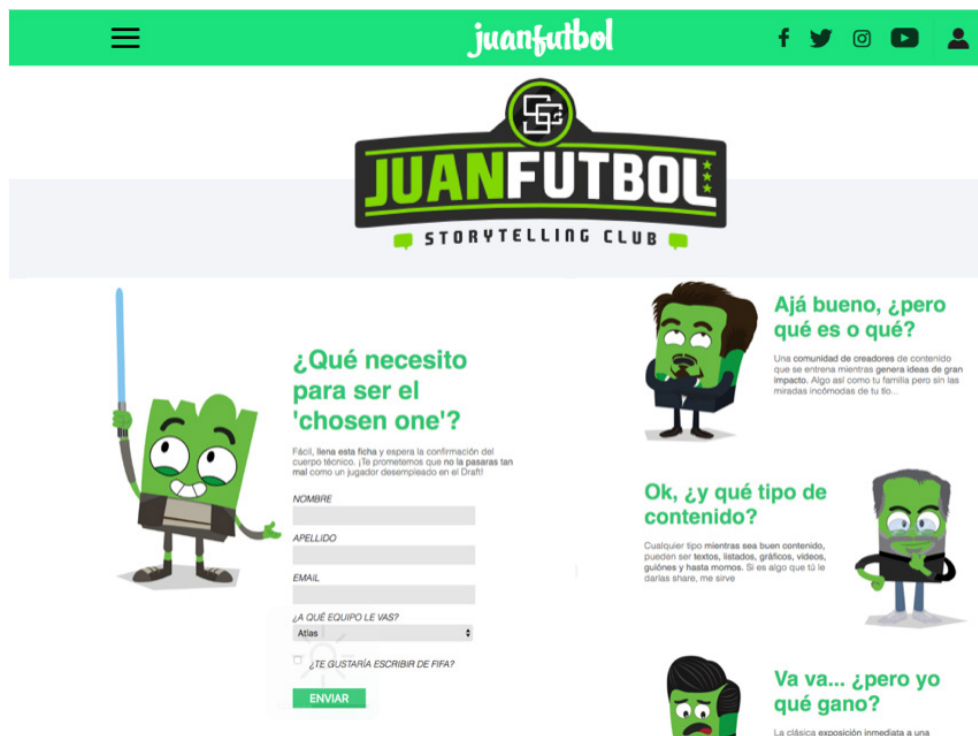 juanfutbol
JUANFUTBOL
STORYTELLING CLUB
¿Qué necesito
para ser el
'chosen one'?
Fácil, llena esta ficha y espera la confirmación del
cuerpo técnico. ¡Te prometemos que no la pasaras tan
mal como un jugador desempleado en el Draft!
NOMBRE
APELLIDO
EMAIL
¿A QUÉ EQUIPO LE VAS?
Atlas
¿TE GUSTARÍA ESCRIBIR DE FIFA?
ENVIAR
Ajá bueno, ¿pero
qué es o qué?
Una comunidad de creadores de contenido
que se entrena mientras genera ideas de gran
impacto. Algo así como tu familia pero sin las
miradas incómodas de tu tío...
Ok, ¿y qué tipo de
contenido?
Cualquier tipo mientras sea buen contenido,
pueden ser textos, listados, gráficos, videos,
guiónes y hasta momos. Si es algo que tú le
darías share, me sirve
Va va... ¿pero yo
qué gano?
La clásica exposición inmediata a una